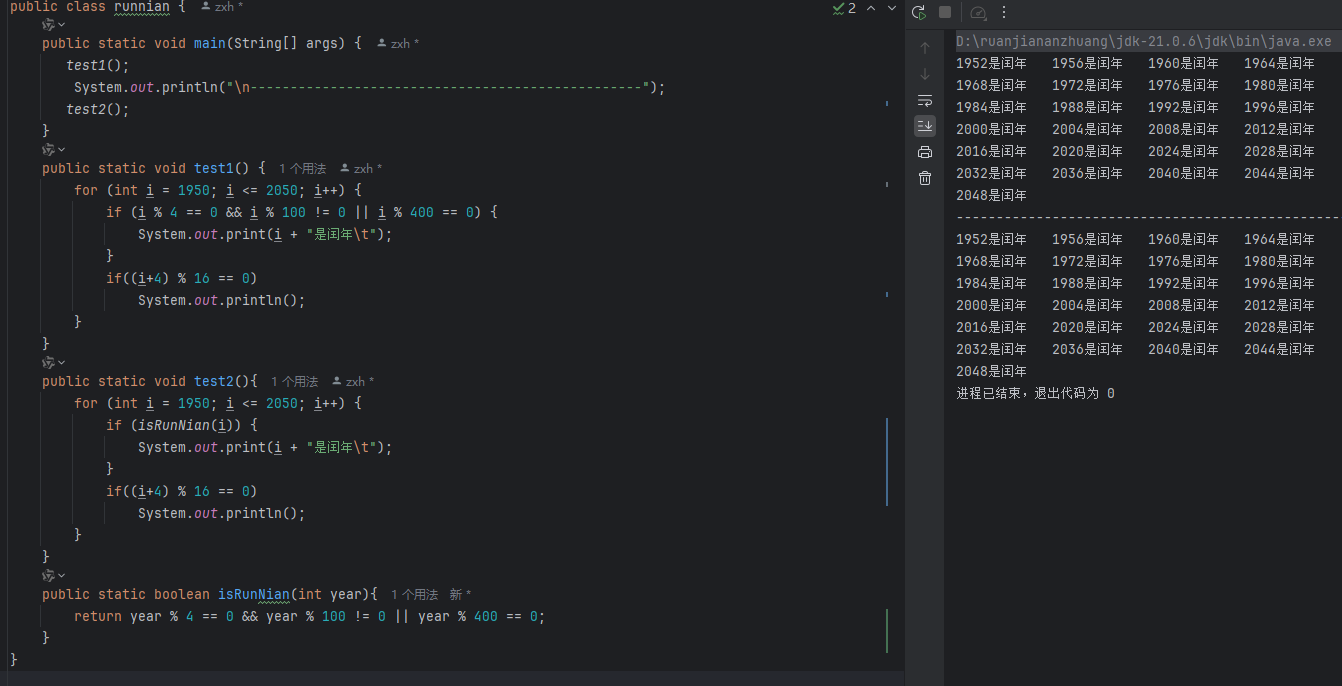 public class runnian {  zxh *
public static void main(String[] args) {  zxh *
test1();
System.out.println("\n-------------------------------------------------");
test2();
}
public static void test1() {  1 个用法  zxh *
for (int i = 1950; i <= 2050; i++) {
if (i % 4 == 0 && i % 100 != 0 || i % 400 == 0) {
System.out.print(i + "是闰年\t");
}
if((i+4) % 16 == 0)
System.out.println();
}
}
public static void test2(){  1 个用法  zxh *
for (int i = 1950; i <= 2050; i++) {
if (isRunNian(i)) {
System.out.print(i + "是闰年\t");
}
if((i+4) % 16 == 0)
System.out.println();
}
}
public static boolean isRunNian(int year){  1 个用法  新 *
return year % 4 == 0 && year % 100 != 0 || year % 400 == 0;
}
}
2
D:\ruanjiananzhuang\jdk-21.0.6\jdk\bin\java.exe
1952是闰年 1956是闰年 1960是闰年 1964是闰年
1968是闰年 1972是闰年 1976是闰年 1980是闰年
1984是闰年 1988是闰年 1992是闰年 1996是闰年
2000是闰年 2004是闰年 2008是闰年 2012是闰年
2016是闰年 2020是闰年 2024是闰年 2028是闰年
2032是闰年 2036是闰年 2040是闰年 2044是闰年
2048是闰年
------------------------------------------------
1952是闰年 1956是闰年 1960是闰年 1964是闰年
1968是闰年 1972是闰年 1976是闰年 1980是闰年
1984是闰年 1988是闰年 1992是闰年 1996是闰年
2000是闰年 2004是闰年 2008是闰年 2012是闰年
2016是闰年 2020是闰年 2024是闰年 2028是闰年
2032是闰年 2036是闰年 2040是闰年 2044是闰年
2048是闰年
进程已结束，退出代码为 0